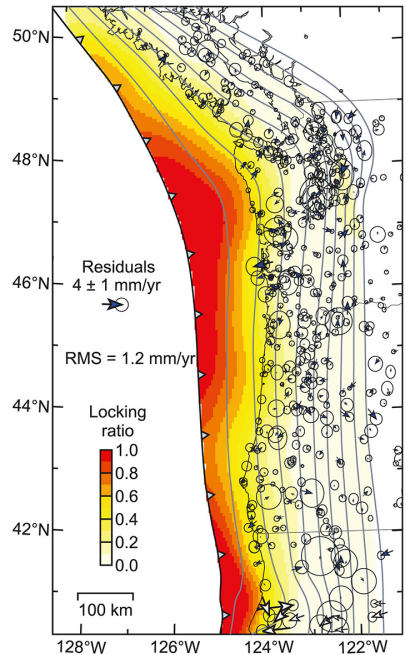 50°N
48°N
46°N
Residuals
4 ± 1 mm/yr
RMS = 1.2 mm/yr
44°N
Locking
ratio
1.0
0.8
0.6
0.4
0.2
0.0
42°N
100 km
128°W
126°W
124°W
122°W